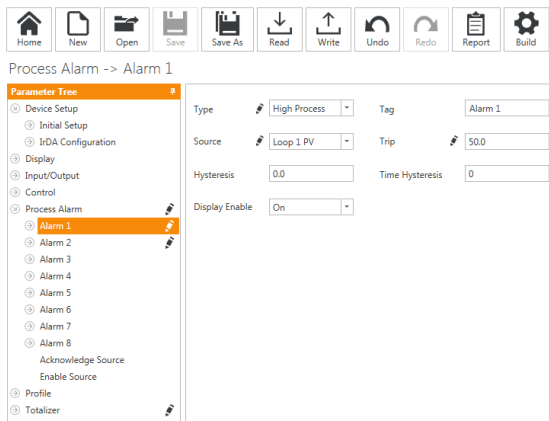 Home New Open Save Save As Read Write Undo Redo Report Build
Process Alarm -> Alarm 1
Parameter Tree
Device Setup
Initial Setup
IrDA Configuration
Display
Input/Output
Control
Process Alarm
Alarm 1
Alarm 2
Alarm 3
Alarm 4
Alarm 5
Alarm 6
Alarm 7
Alarm 8
Acknowledge Source
Enable Source
Profile
Totalizer
Type High Process Tag Alarm 1
Source Loop 1 PV Trip 50.0
Hysteresis 0.0 Time Hysteresis 0
Display Enable On